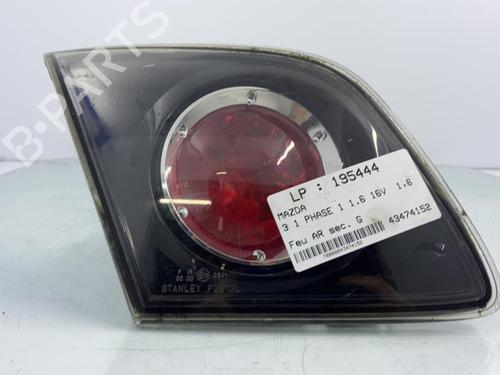 B-PARTS
LP : 195444
MAZDA
3 1 PHASE 1 1.6 16V 1.6
Feu AR sec. G 43474152
STANLEY